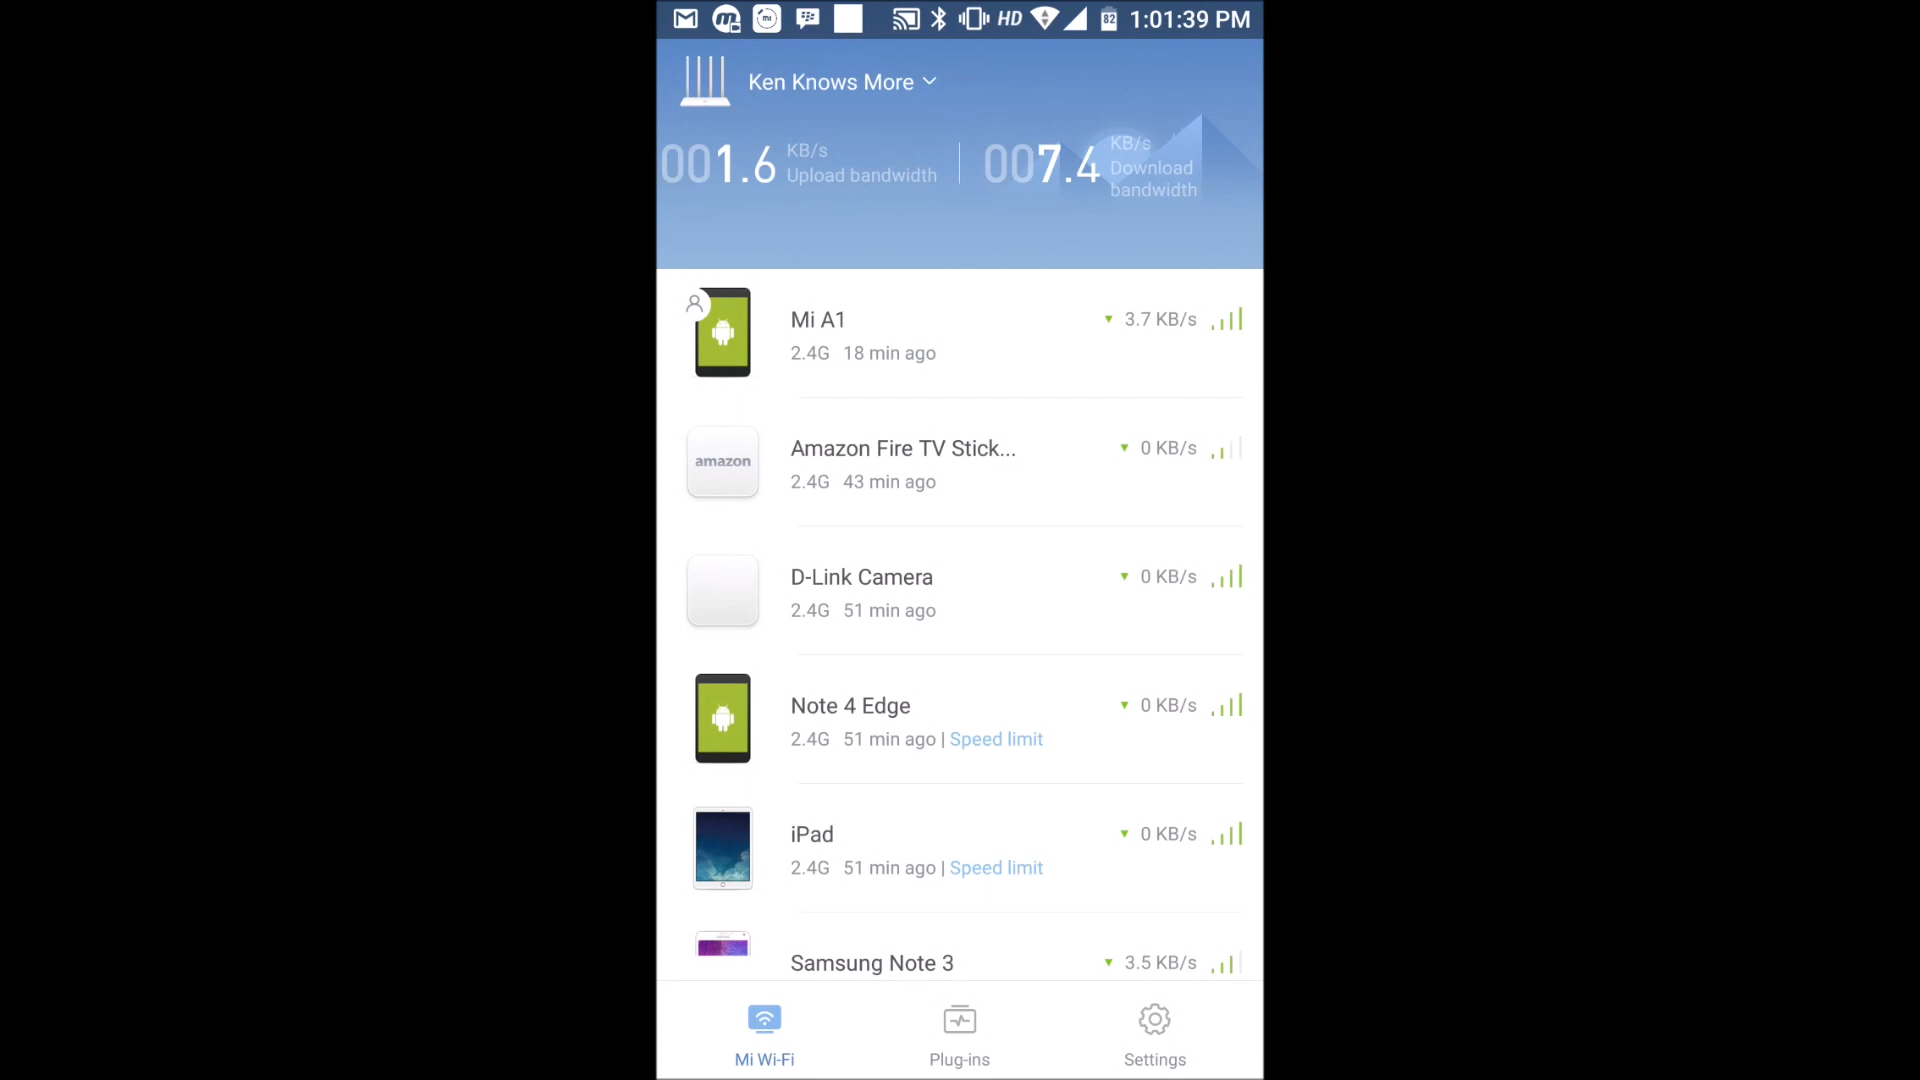 HD 82 1:01:39 PM
Ken Knows More
001.6 KB/s Upload bandwidth
007.4 KB/s Download bandwidth
Mi A1 3.7 KB/s
2.4G 18 min ago
amazon
Amazon Fire TV Stick... 0 KB/s
2.4G 43 min ago
D-Link Camera 0 KB/s
2.4G 51 min ago
Note 4 Edge 0 KB/s
2.4G 51 min ago | Speed limit
iPad 0 KB/s
2.4G 51 min ago | Speed limit
Samsung Note 3 3.5 KB/s
Mi Wi-Fi Plug-ins Settings